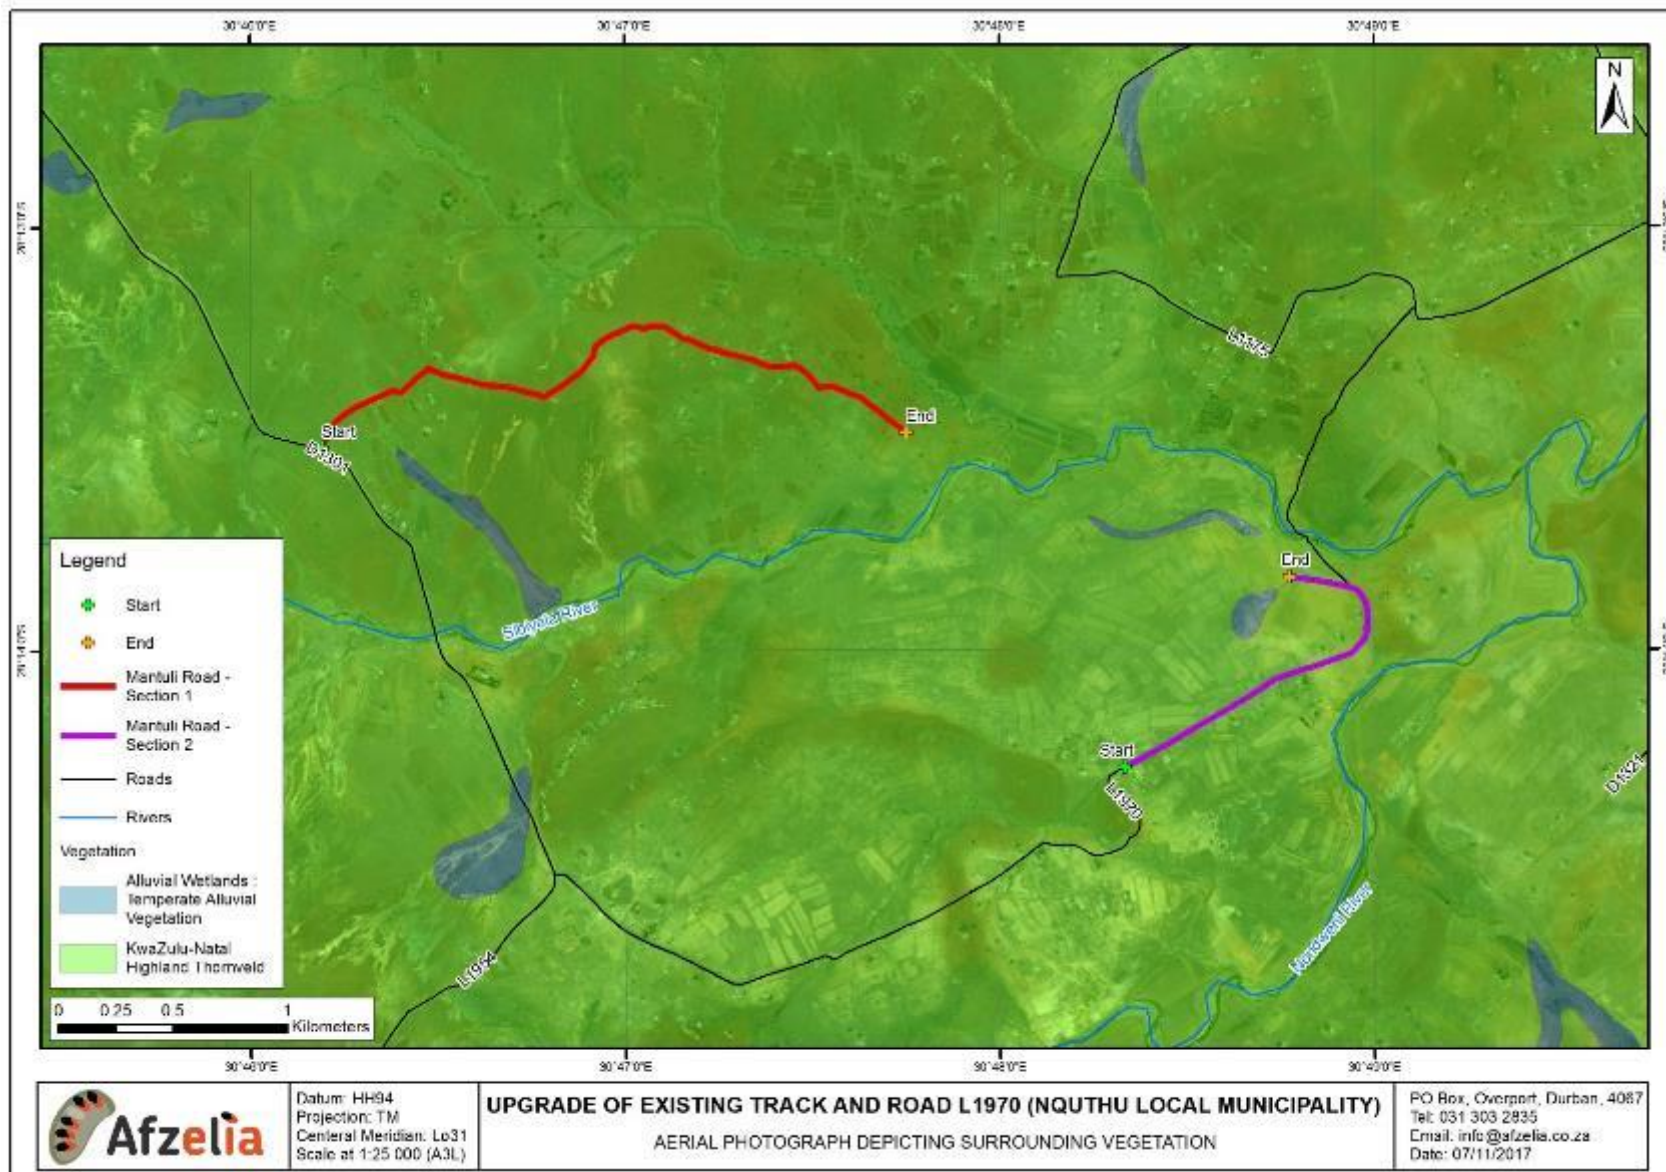 30°46'0"E 30°47'0"E 30°48'0"E 30°49'0"E
N
L1175
Start
End
D1301
End
Legend
Start
End
Mantuli Road -
Section 1
Mantuli Road -
Section 2
Roads
Rivers
Vegetation
Alluvial Wetlands :
Temperate Alluvial
Vegetation
KwaZulu-Natal
Highland Thornveld
River
Start
L1970
D1321
River
0 0.25 0.5 1
Kilometers
30°46'0"E 30°47'0"E 30°48'0"E 30°49'0"E
Afzelia
Datum: HH94
Projection: TM
Centeral Meridian: Lo31
Scale at 1:25 000 (A3L)
UPGRADE OF EXISTING TRACK AND ROAD L1970 (NQUTHU LOCAL MUNICIPALITY)
AERIAL PHOTOGRAPH DEPICTING SURROUNDING VEGETATION
PO Box, Overport, Durban, 4067
Tel: 031 303 2835
Email: info@afzelia.co.za
Date: 07/11/2017